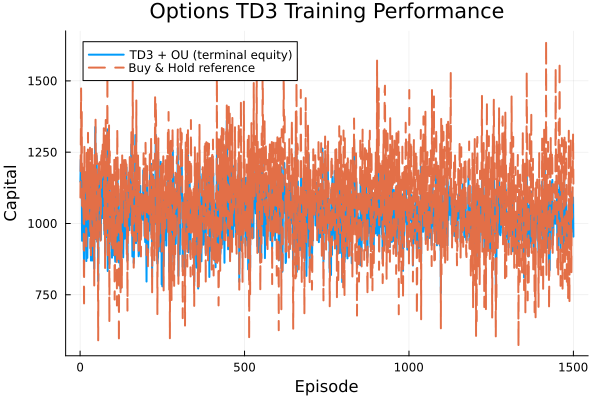 Options TD3 Training Performance
TD3 + OU (terminal equity)
Buy & Hold reference
Capital
1500
1250
1000
750
0
500
1000
1500
Episode